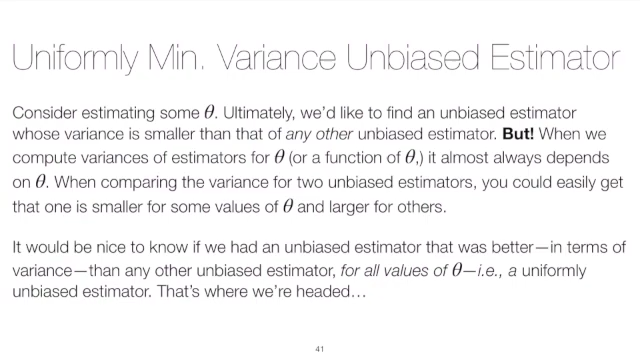 Uniformly Min. Variance Unbiased Estimator
Consider estimating some θ. Ultimately, we'd like to find an unbiased estimator
whose variance is smaller than that of any other unbiased estimator. But! When we
compute variances of estimators for θ (or a function of θ,) it almost always depends
on θ. When comparing the variance for two unbiased estimators, you could easily get
that one is smaller for some values of θ and larger for others.
It would be nice to know if we had an unbiased estimator that was better—in terms of
variance—than any other unbiased estimator, for all values of θ—i.e., a uniformly
unbiased estimator. That's where we're headed…
41